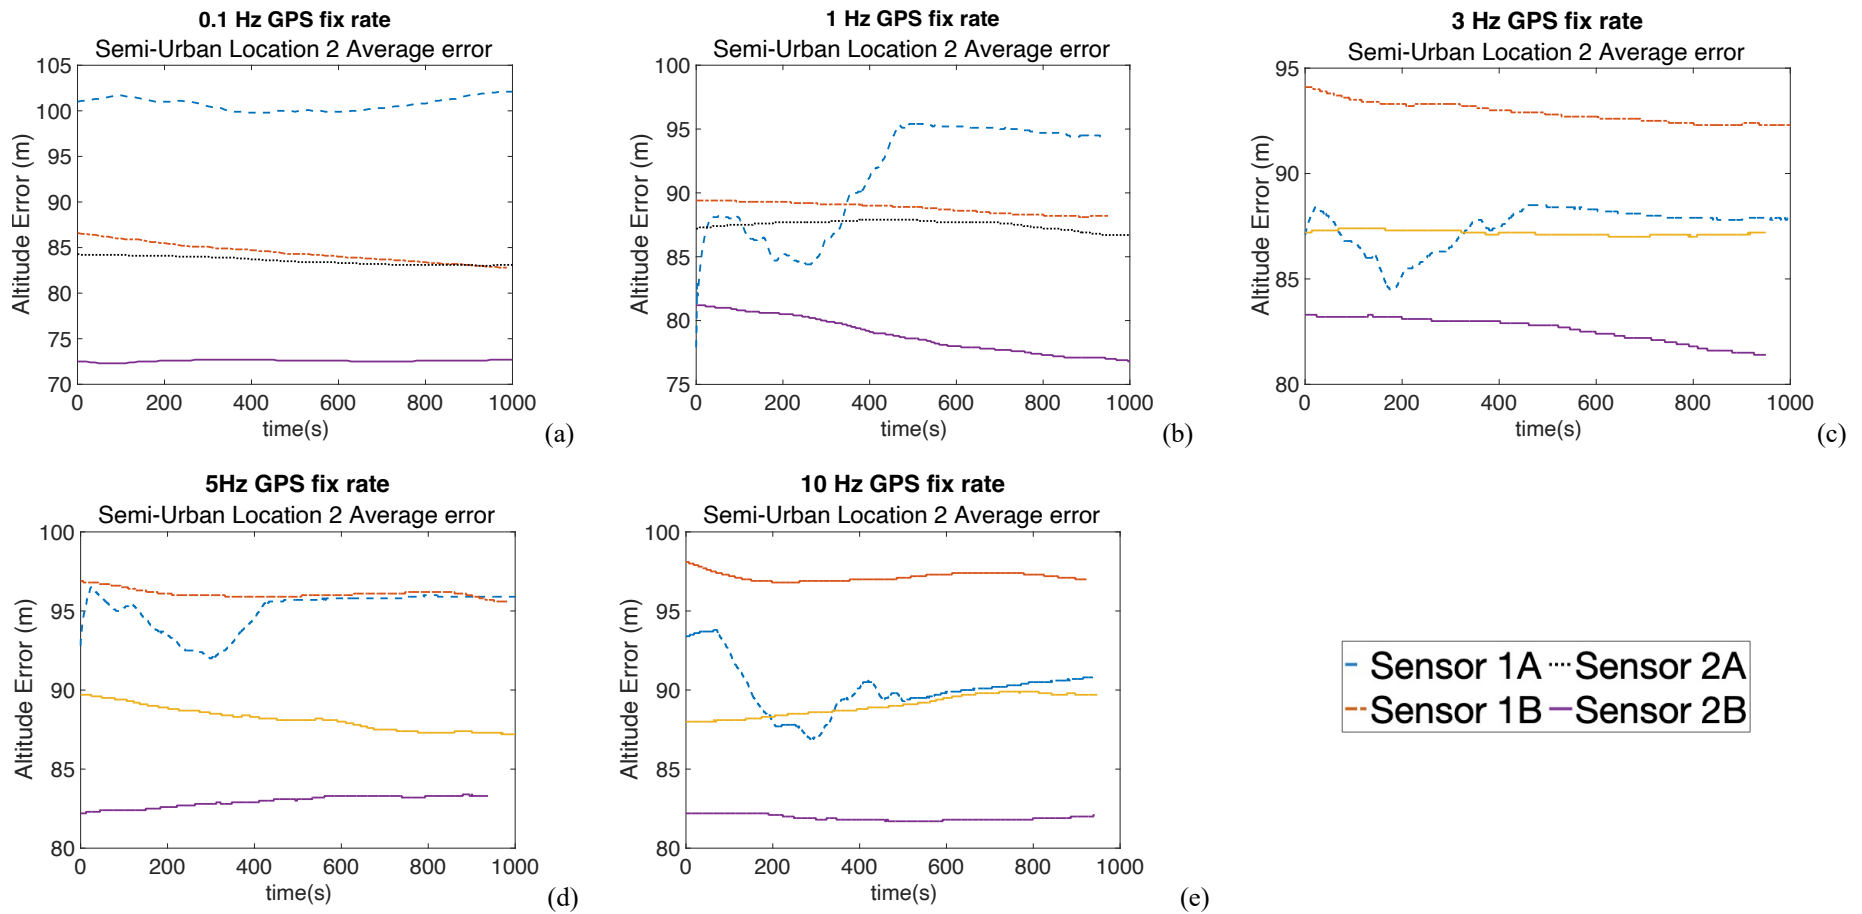 0.1 Hz GPS fix rate
Semi-Urban Location 2 Average error
105
100
95
90
85
80
75
70
Altitude Error (m)
0 200 400 600 800 1000
time(s)
(a)
1 Hz GPS fix rate
Semi-Urban Location 2 Average error
100
95
90
85
80
75
Altitude Error (m)
0 200 400 600 800 1000
time(s)
(b)
3 Hz GPS fix rate
Semi-Urban Location 2 Average error
95
90
85
80
Altitude Error (m)
0 200 400 600 800 1000
time(s)
(c)
5Hz GPS fix rate
Semi-Urban Location 2 Average error
100
95
90
85
80
Altitude Error (m)
0 200 400 600 800 1000
time(s)
(d)
10 Hz GPS fix rate
Semi-Urban Location 2 Average error
100
95
90
85
80
Altitude Error (m)
0 200 400 600 800 1000
time(s)
(e)
Sensor 1A Sensor 2A
Sensor 1B Sensor 2B